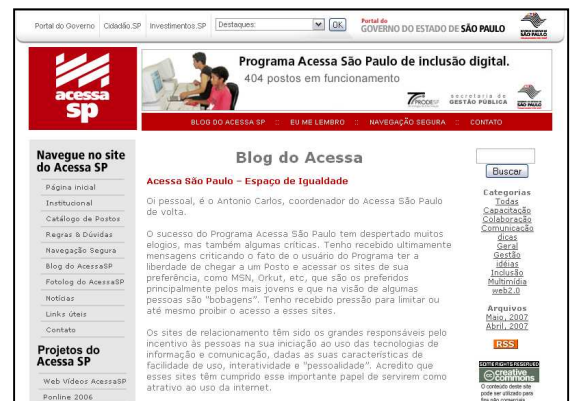 Portal do Governo Cidadão.SP Investimentos.SP Destaques: OK Portal do GOVERNO DO ESTADO DE SÃO PAULO
acessa
sp
Programa Acessa São Paulo de inclusão digital.
404 postos em funcionamento
PRODESP secretaria de GESTÃO PÚBLICA
BLOG DO ACESSA SP :: EU ME LEMBRO :: NAVEGAÇÃO SEGURA :: CONTATO
Navegue no site
do Acessa SP
Página inicial
Institucional
Catálogo de Postos
Regras & Dúvidas
Navegação Segura
Blog do AcessaSP
Fotolog do AcessaSP
Notícias
Links úteis
Contato
Projetos do
Acessa SP
Web Vídeos AcessaSP
Ponline 2006
Blog do Acessa
Acessa São Paulo – Espaço de Igualdade
Oi pessoal, é o Antonio Carlos, coordenador do Acessa São Paulo
de volta.
O sucesso do Programa Acessa São Paulo tem despertado muitos
elogios, mas também algumas críticas. Tenho recebido ultimamente
mensagens criticando o fato de o usuário do Programa ter a
liberdade de chegar a um Posto e acessar os sites de sua
preferência, como MSN, Orkut, etc, que são os preferidos
principalmente pelos mais jovens e que na visão de algumas
pessoas são "bobagens". Tenho recebido pressão para limitar ou
até mesmo proibir o acesso a esses sites.
Os sites de relacionamento têm sido os grandes responsáveis pelo
incentivo às pessoas na sua iniciação ao uso das tecnologias de
informação e comunicação, dadas as suas características de
facilidade de uso, interatividade e "pessoalidade". Acredito que
esses sites têm cumprido esse importante papel de servirem como
atrativo ao uso da internet.
Buscar
Categorias
Todas
Capacitação
Colaboração
Comunicação
dicas
Geral
Gestão
idéias
Inclusão
Multimídia
web2.0
Arquivos
Maio, 2007
Abril, 2007
RSS
SOME RIGHTS RESERVED
creative
commons
O conteúdo deste site
pode ser utilizado para
fins não comerciais